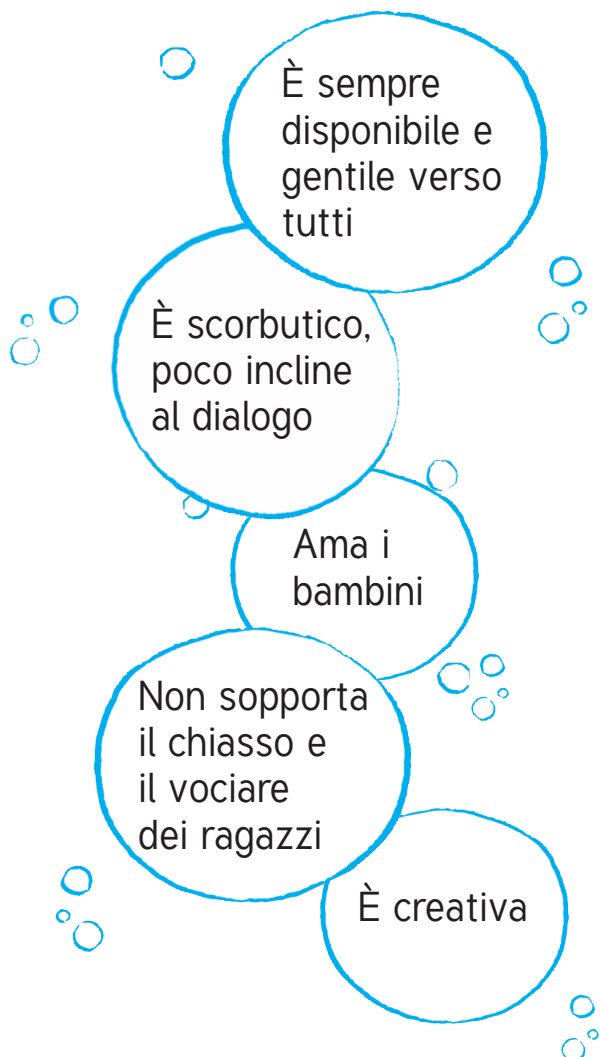 È sempre
disponibile e
gentile verso
tutti
È scorbutico,
poco incline
al dialogo
Ama i
bambini
Non sopporta
il chiasso e
il vociare
dei ragazzi
È creativa